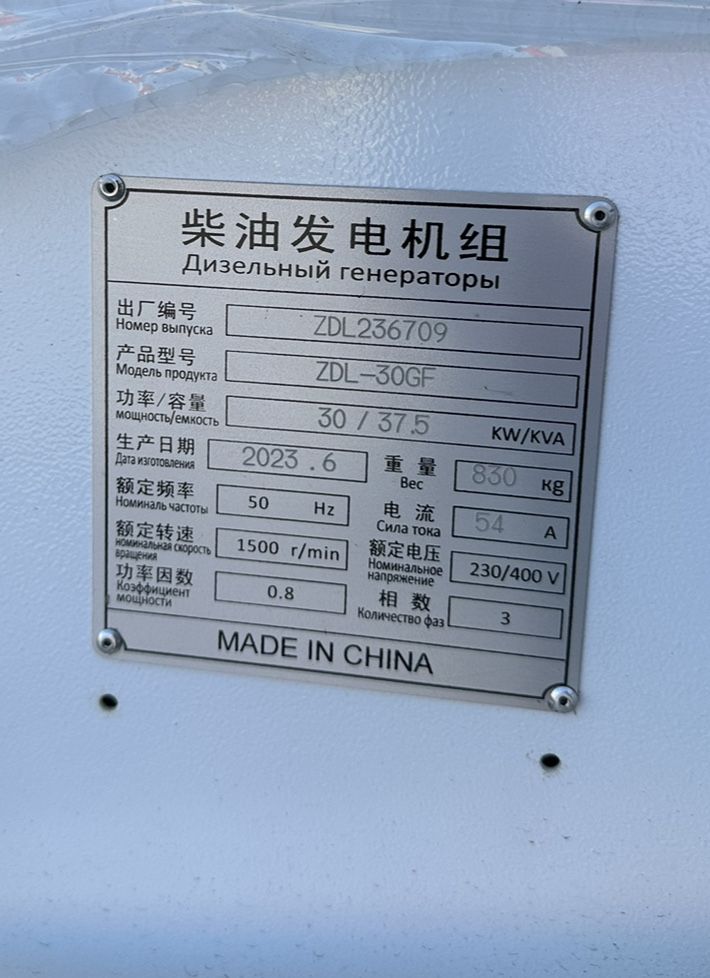 柴油发电机组
Дизельный генераторы
出厂编号
Номер выпуска
ZDL236709
产品型号
Модель продукта
ZDL-30GF
功率/容量
мощность/емкость
30 / 37.5 KW/KVA
生产日期
Дата изготовления
2023.6
重量
Вес
830 кg
额定频率
Номиналь частоты
50 Hz
电流
Сила тока
54 A
额定转速
номинальная скорость
вращения
1500 r/min
额定电压
Номинальное
напряжение
230/400 V
功率因数
Коэффициент
мощности
0.8
相数
Количество фаз
3
MADE IN CHINA